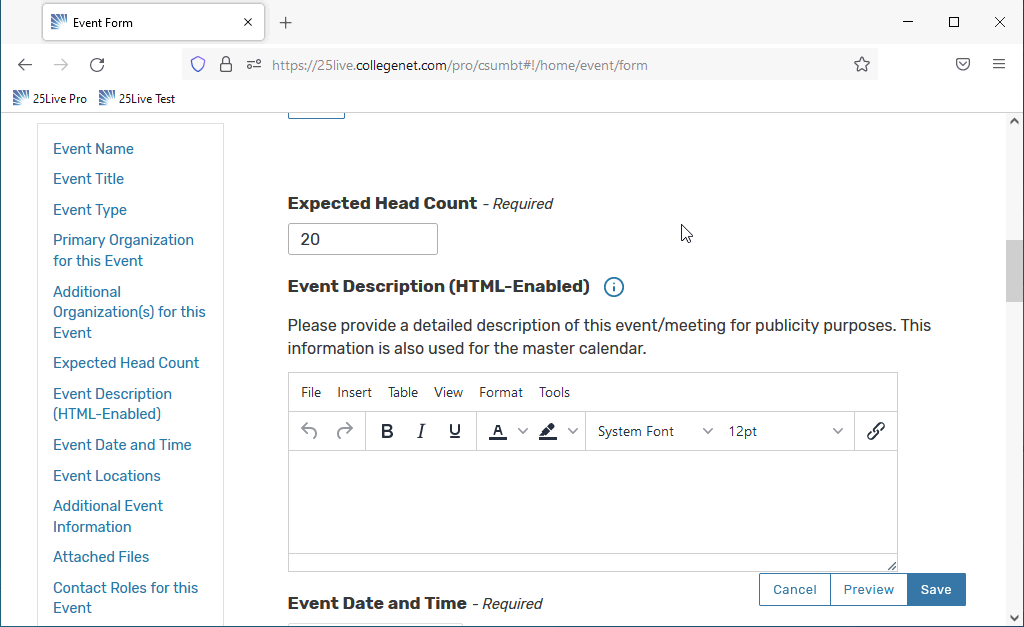 Event Form
https://25live.collegenet.com/pro/csumbt#!/home/event/form
25Live Pro
25Live Test
Event Name
Event Title
Event Type
Primary Organization
for this Event
Additional
Organization(s) for this
Event
Expected Head Count
Event Description
(HTML-Enabled)
Event Date and Time
Event Locations
Additional Event
Information
Attached Files
Contact Roles for this
Event
Expected Head Count - Required
20
Event Description (HTML-Enabled)
Please provide a detailed description of this event/meeting for publicity purposes. This
information is also used for the master calendar.
File Insert Table View Format Tools
B I U A System Font 12pt
Cancel Preview Save
Event Date and Time - Required